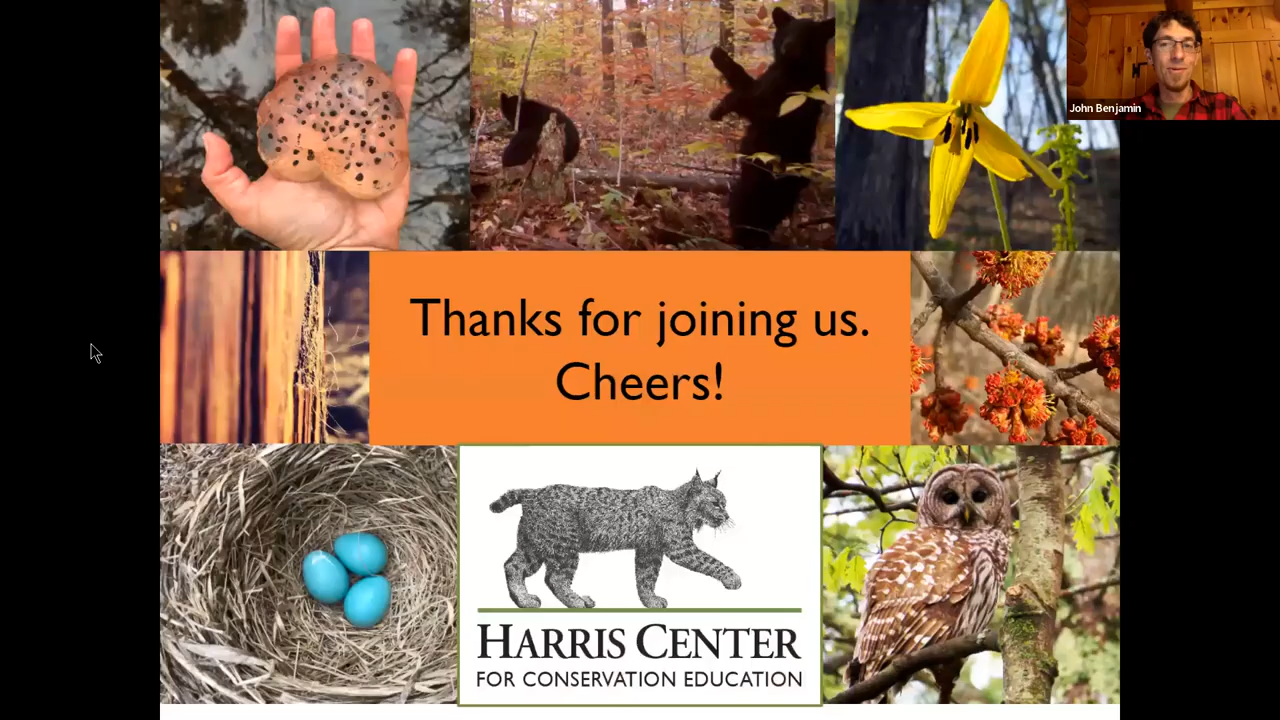 John Benjamin
Thanks for joining us.
Cheers!
HARRIS CENTER
FOR CONSERVATION EDUCATION